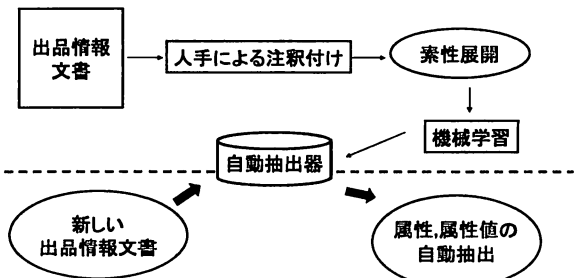 出品情報
文書
人手による注釈付け
素性展開
機械学習
自動抽出器
新しい
出品情報文書
属性,属性値の
自動抽出